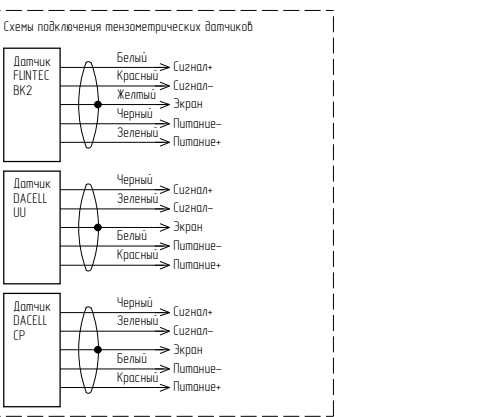 Схемы подключения тензометрических датчиков
Датчик
FLINTEC
BK2
Белый
Сигнал+
Красный
Сигнал-
Желтый
Экран
Черный
Питание-
Зеленый
Питание+
Датчик
DACELL
UU
Черный
Сигнал+
Зеленый
Сигнал-
Экран
Белый
Питание-
Красный
Питание+
Датчик
DACELL
CP
Черный
Сигнал+
Зеленый
Сигнал-
Экран
Белый
Питание-
Красный
Питание+